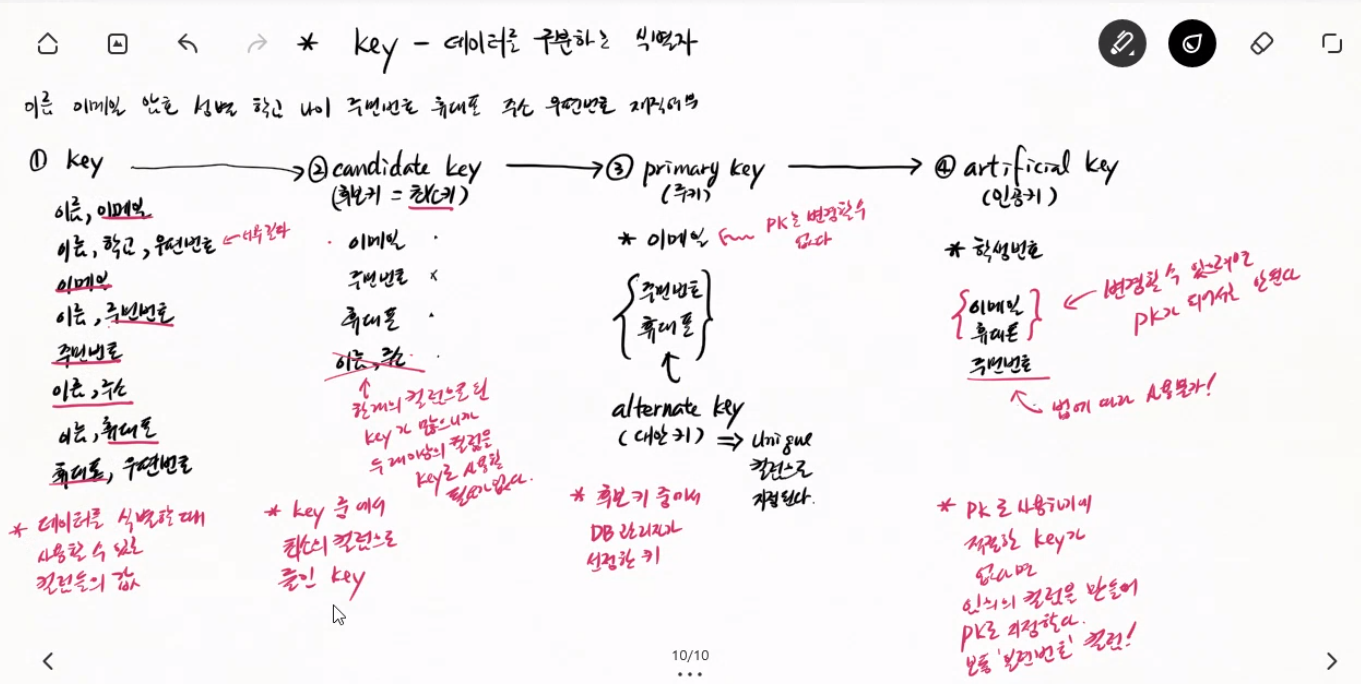 * key - 데이터를 구분하는 식별자
이름 이메일 암호 성별 학교 나이 주민번호 휴대폰 주소 우편번호 재직여부
① key
이름, 이메일
이름, 학교, 우편번호 ← 너무 길다
이메일
이름, 주민번호
주민번호
이름, 주소
이름, 휴대폰
휴대폰, 우편번호
* 데이터를 식별할 때
사용할 수 있는
컬럼들의 값
② candidate key
(후보키 = 최소키)
이메일
주민번호 x
휴대폰
이름, 주소
한개의 컬럼으로 된
key가 많으니까
두 개 이상의 컬럼을
key로 사용할
필요가 없다.
* key 중에서
최소의 컬럼으로
줄인 key
③ primary key
(주키)
* 이메일 ← PK는 변경할 수
없다
주민번호
휴대폰
alternate key
(대안키) ⇒ unique
컬럼으로
지정된다.
* 후보키 중에서
DB 관리자가
선정한 키
④ artificial key
(인공키)
* 학생번호
이메일
휴대폰
주민번호
← 변경할 수 있으면
PK가 되어서는 안된다
법에 따라 사용불가!
* PK로 사용하기에
적절한 key가
없다면
임의의 컬럼을 만들어
PK로 지정한다.
보통 '일련번호' 컬럼!
10/10